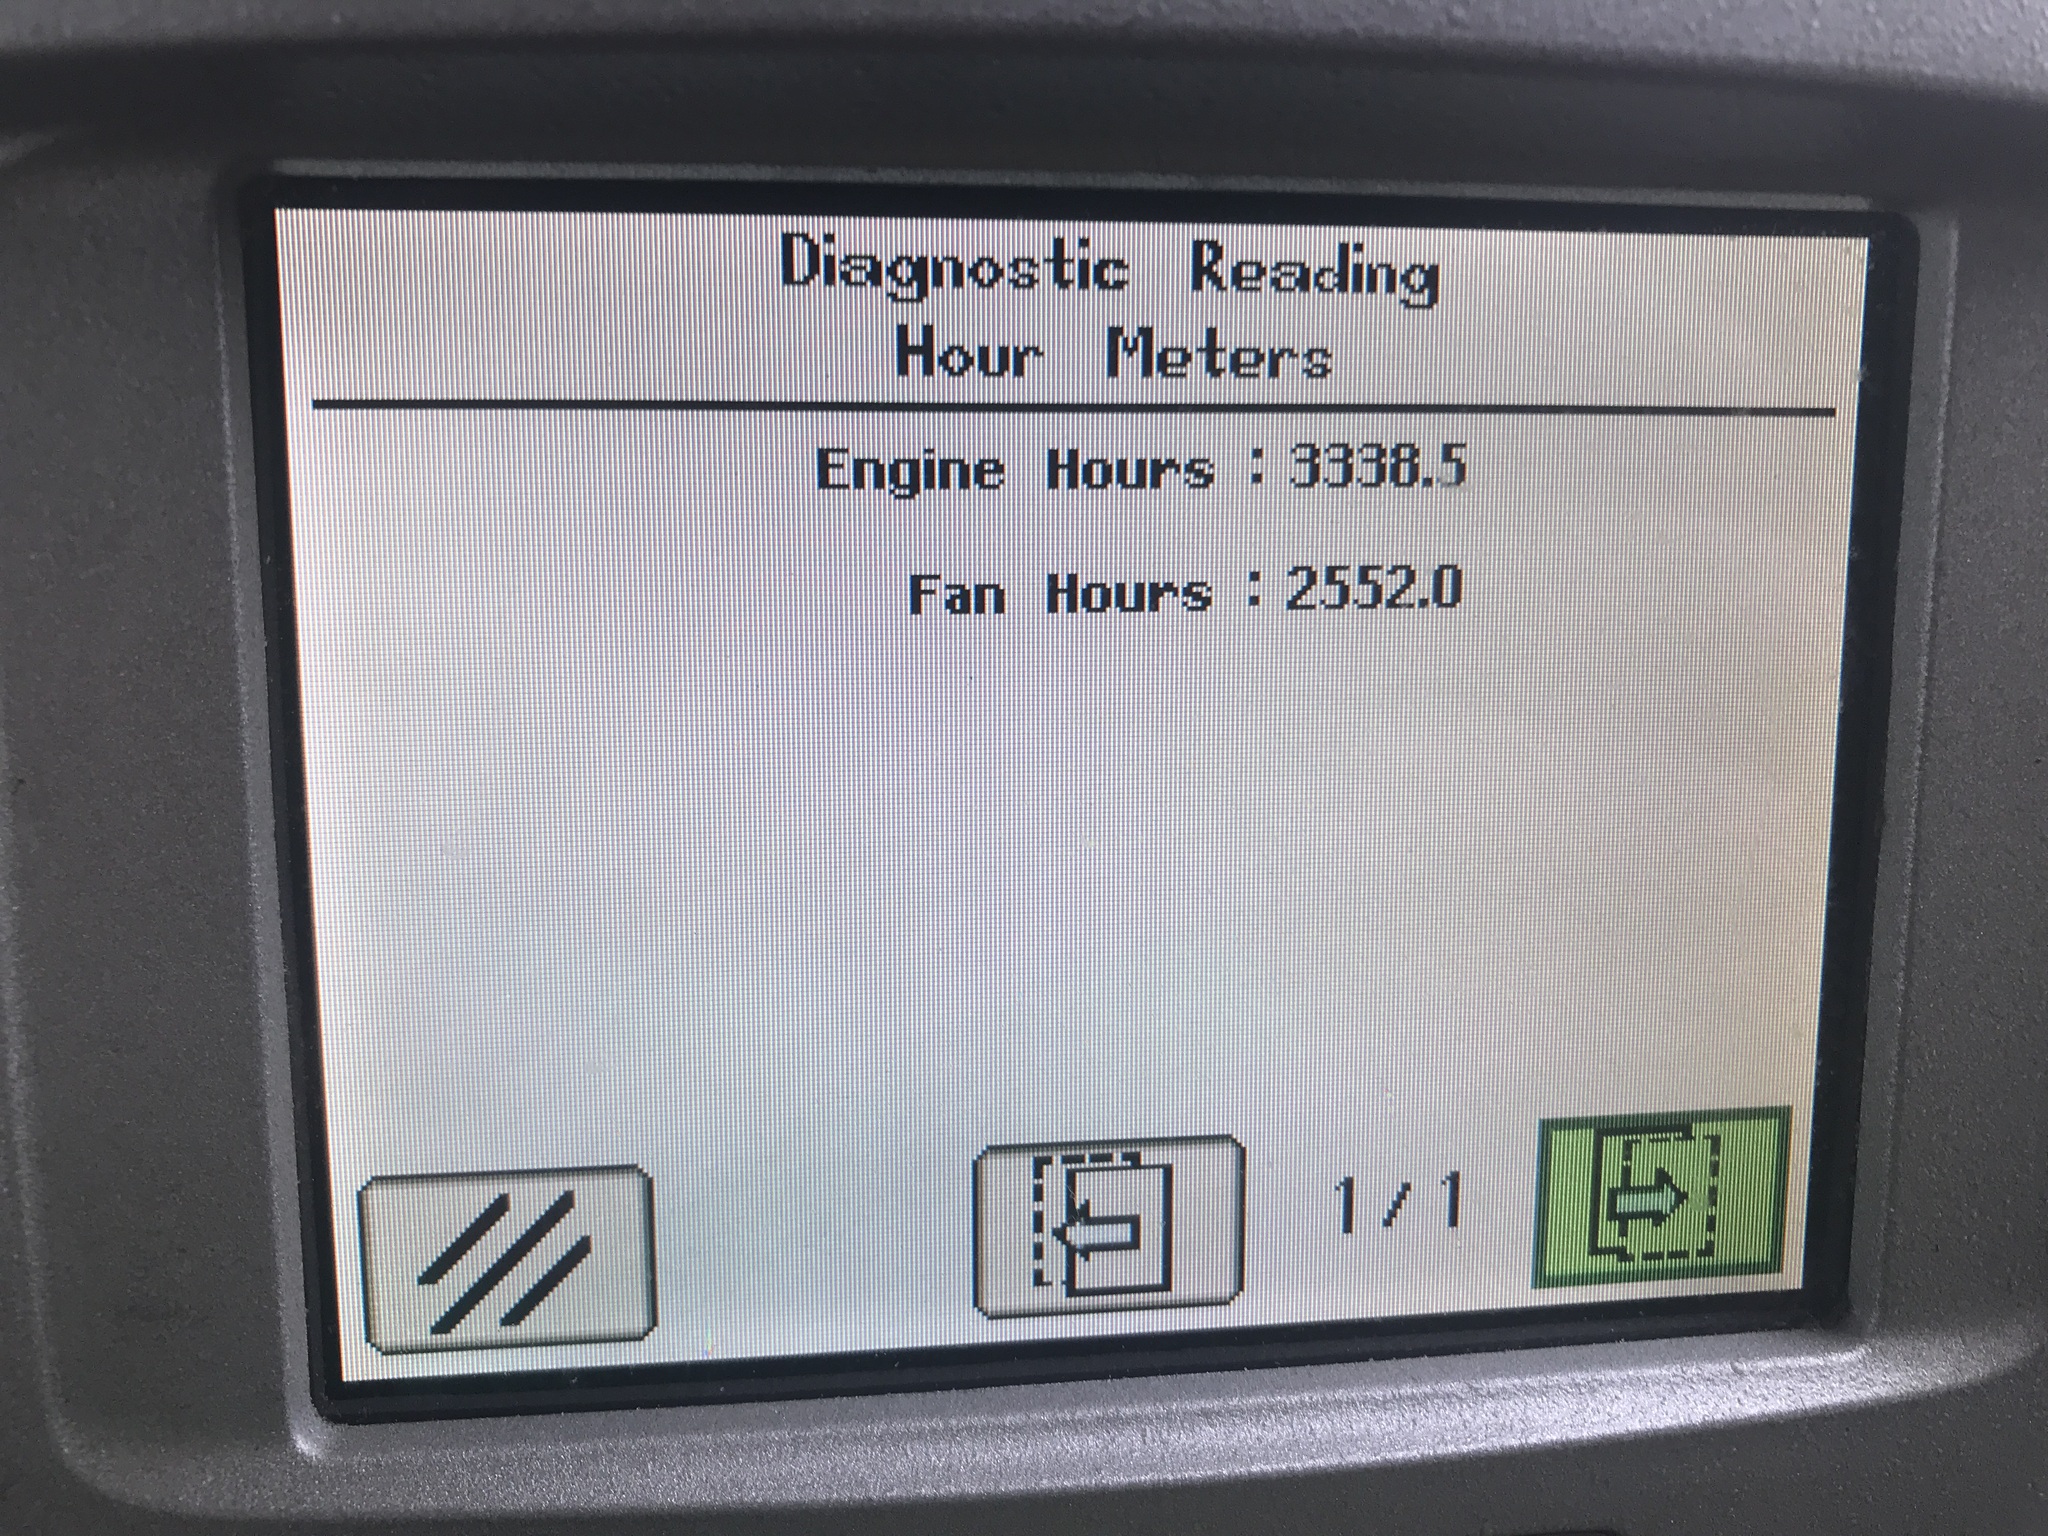 Diagnostic Reading
Hour Meters
Engine Hours : 3338.5
Fan Hours : 2552.0
1 / 1